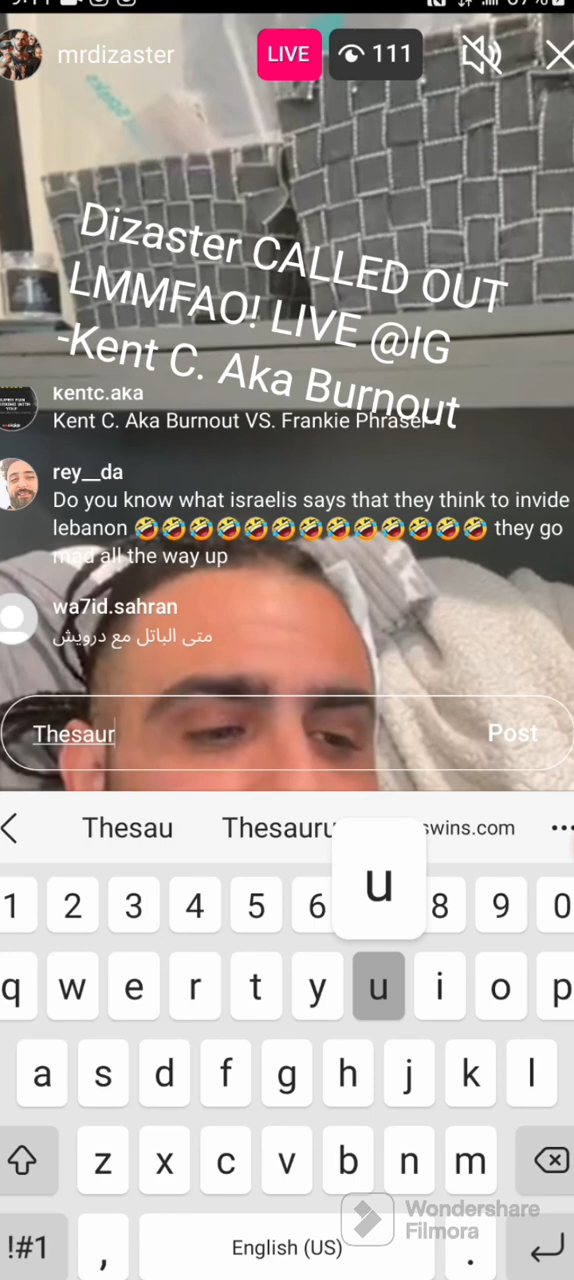 mrdizaster
LIVE
111
Dizaster CALLED OUT
LMMFAO! LIVE @IG
-Kent C. Aka Burnout
kentc.aka
Kent C. Aka Burnout VS. Frankie Phraser
rey__da
Do you know what israelis says that they think to invide
lebanon 🤣🤣🤣🤣🤣🤣🤣🤣🤣🤣🤣🤣🤣 they go
mad all the way up
wa7id.sahran
متى الباتل مع درويش
Thesaur
Post
Thesau
Thesauru
swins.com
u
1 2 3 4 5 6 8 9 0
q w e r t y u i o p
a s d f g h j k l
z x c v b n m
Wondershare
Filmora
!#1 , English (US) .